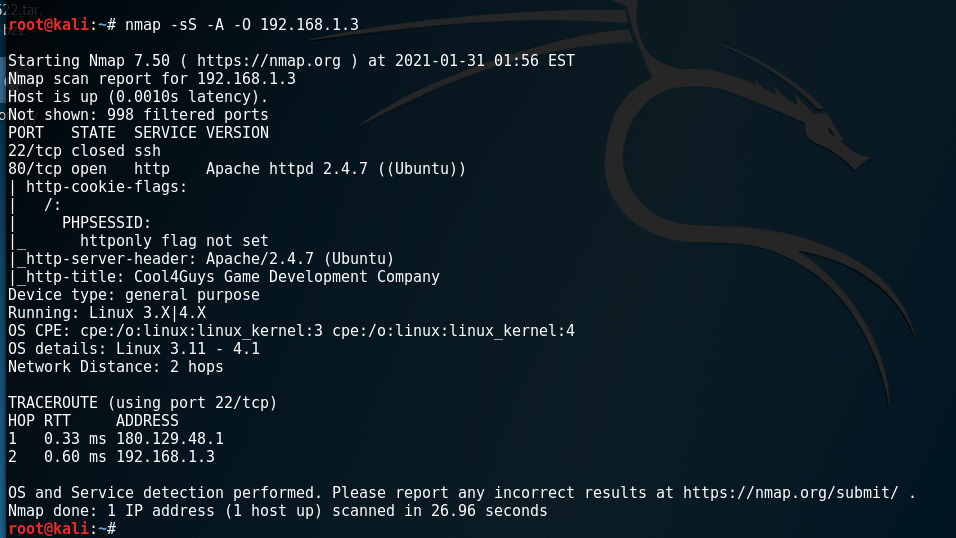 622.tar.
root@kali:~# nmap -sS -A -O 192.168.1.3
Starting Nmap 7.50 ( https://nmap.org ) at 2021-01-31 01:56 EST
Nmap scan report for 192.168.1.3
Host is up (0.0010s latency).
Not shown: 998 filtered ports
PORT   STATE  SERVICE VERSION
22/tcp closed ssh
80/tcp open   http    Apache httpd 2.4.7 ((Ubuntu))
| http-cookie-flags:
|   /:
|     PHPSESSID:
|_      httponly flag not set
|_http-server-header: Apache/2.4.7 (Ubuntu)
|_http-title: Cool4Guys Game Development Company
Device type: general purpose
Running: Linux 3.X|4.X
OS CPE: cpe:/o:linux:linux_kernel:3 cpe:/o:linux:linux_kernel:4
OS details: Linux 3.11 - 4.1
Network Distance: 2 hops
TRACEROUTE (using port 22/tcp)
HOP RTT     ADDRESS
1   0.33 ms 180.129.48.1
2   0.60 ms 192.168.1.3
OS and Service detection performed. Please report any incorrect results at https://nmap.org/submit/ .
Nmap done: 1 IP address (1 host up) scanned in 26.96 seconds
root@kali:~#